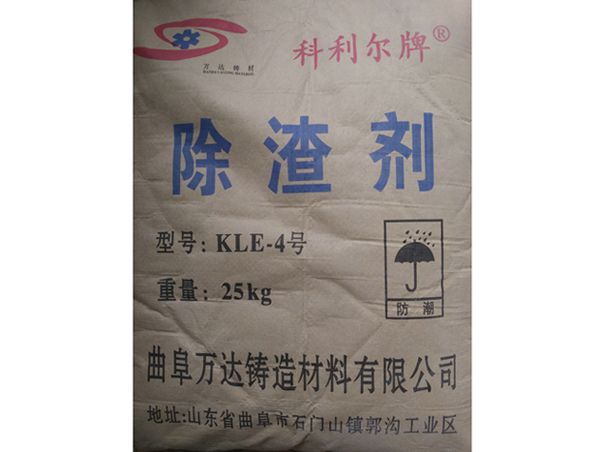 科利尔牌®
万达铸材
除渣剂
型号：KLE-4号
重量：25kg
防潮
曲阜万达铸造材料有限公司
地址:山东省曲阜市石门山镇郭沟工业区